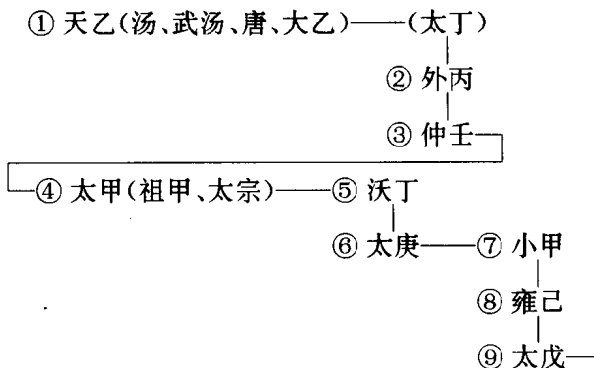 ① 天乙(汤、武汤、唐、大乙)——(太丁)
② 外丙
③ 仲壬
④ 太甲(祖甲、太宗)——⑤ 沃丁
⑥ 太庚——⑦ 小甲
⑧ 雍己
⑨ 太戊